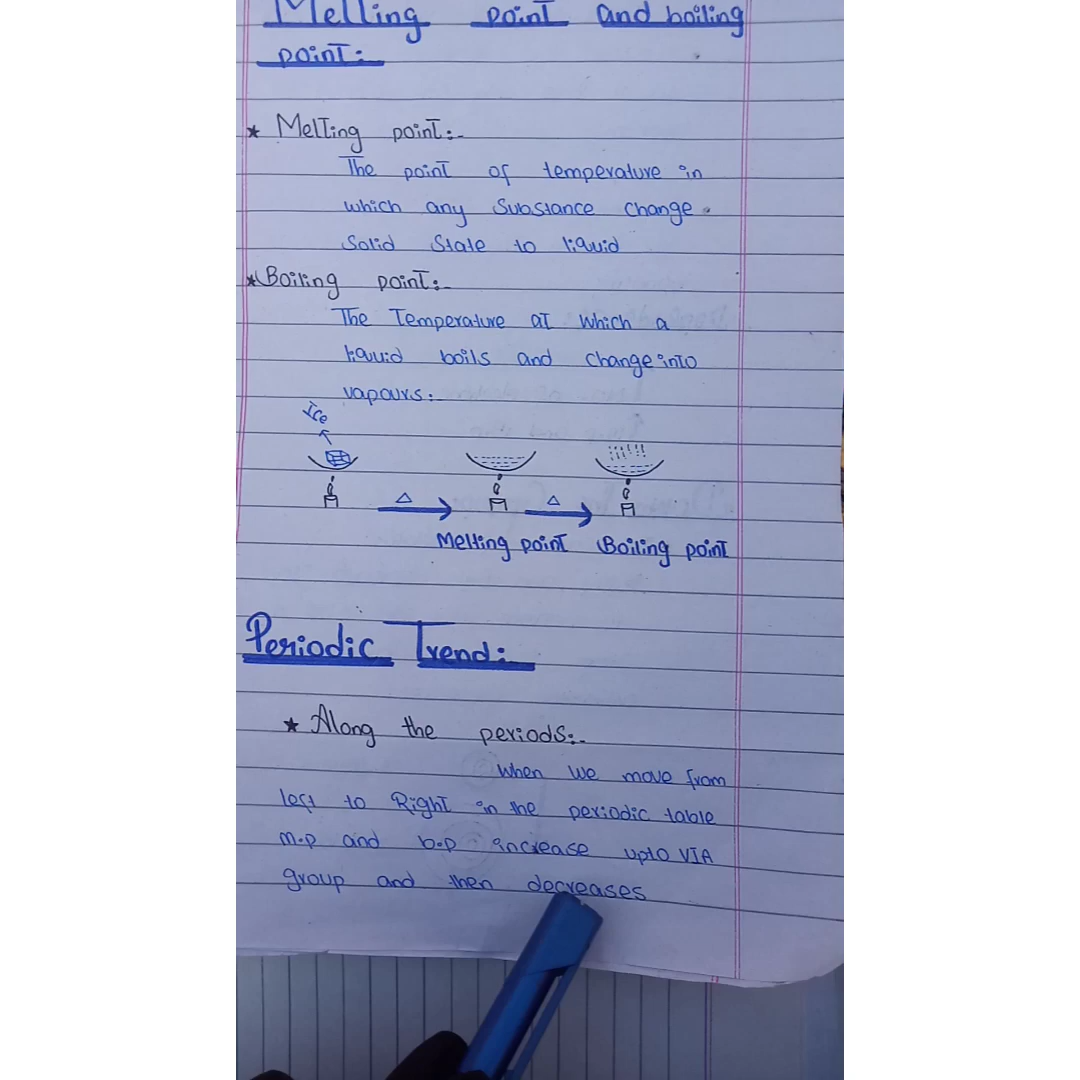 Melling point and boiling
point:
* Melting point:-
The point of temperature in
which any Substance change.
Solid State to liquid
* Boiling point:-
The Temperature at which a
liquid boils and change into
vapours:
Ice
Δ
Δ
Melting point
Boiling point
Periodic Trend:
* Along the periods:-
When we move from
left to Right in the periodic table
m.p and b.p increase upto VIA
group and then decreases